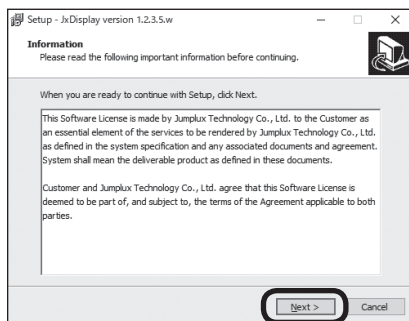 Setup - JxDisplay version 1.2.3.5.w
Information
Please read the following important information before continuing.
When you are ready to continue with Setup, click Next.
This Software License is made by Jumplux Technology Co., Ltd. to the Customer as
an essential element of the services to be rendered by Jumplux Technology Co., Ltd.
as defined in the system specification and any associated documents and agreement.
System shall mean the deliverable product as defined in these documents.
Customer and Jumplux Technology Co., Ltd. agree that this Software License is
deemed to be part of, and subject to, the terms of the Agreement applicable to both
parties.
Next >
Cancel